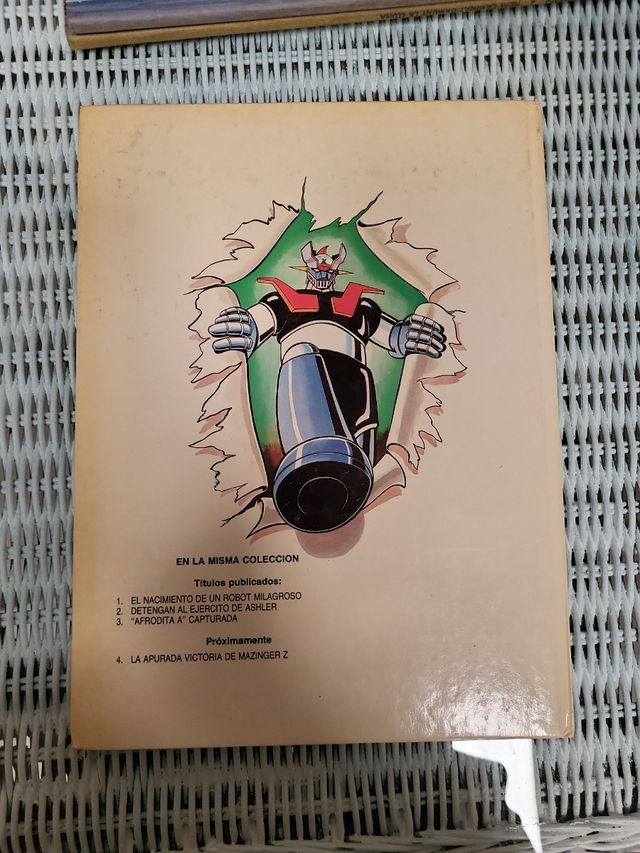 EN LA MISMA COLECCION
Títulos publicados:
1. EL NACIMIENTO DE UN ROBOT MILAGROSO
2. DETENGAN AL EJERCITO DE ASHLER
3. "AFRODITA A" CAPTURADA
Próximamente
4. LA APURADA VICTORIA DE MAZINGER Z